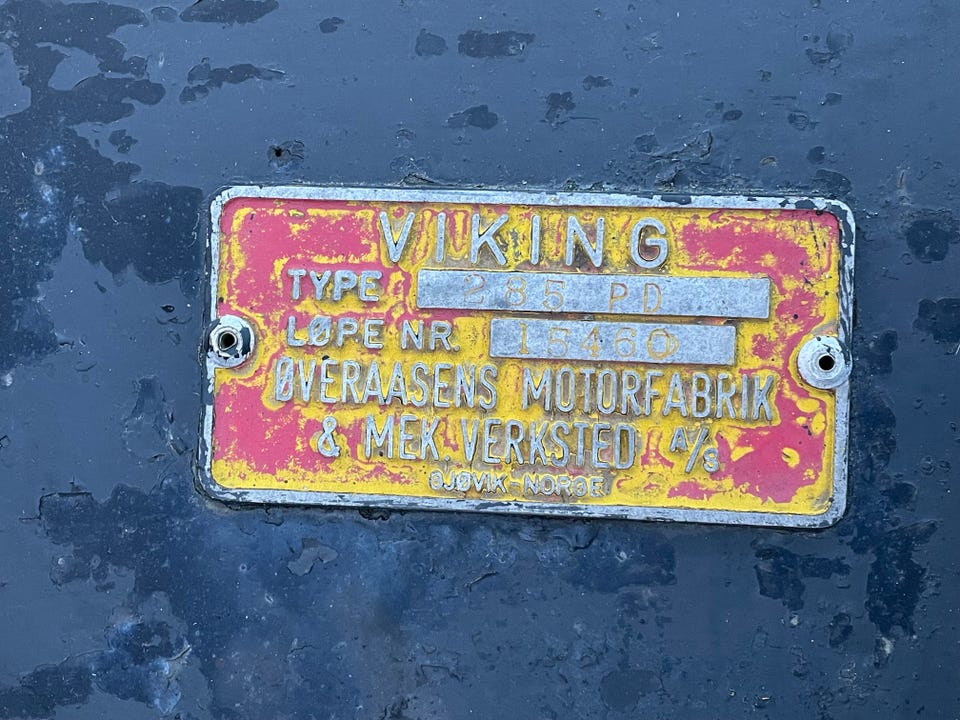 VIKING
TYPE 285 PD
LØPE NR. 15460
ØVERAASENS MOTORFABRIK
& MEK. VERKSTED A/S
GJØVIK-NORGE